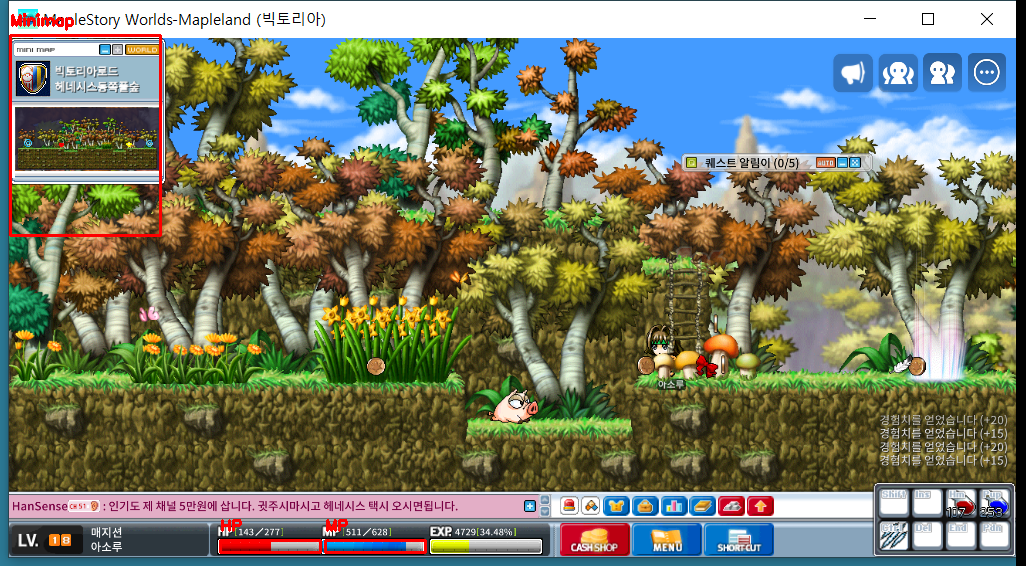 Minimap
MapleStory Worlds-Mapleland (빅토리아)
MINI MAP
WORLD
빅토리아로드
헤네시스동쪽풀숲
퀘스트 알림이 (0/5)
AUTO
아소루
경험치를 얻었습니다 (+20)
경험치를 얻었습니다 (+15)
경험치를 얻었습니다 (+20)
경험치를 얻었습니다 (+15)
HanSense CH 51 : 인기도 제 채널 5만원에 삽니다. 귓주시마시고 헤네시스 택시 오시면됩니다.
Shift Ins Hm Pup
107 353
Ctrl Del End Pdn
HP MP
LV. 18 매지션 HP [143/277] MP [511/628] EXP. 4729[34.48%]
아소루
CASH SHOP MENU SHORT CUT